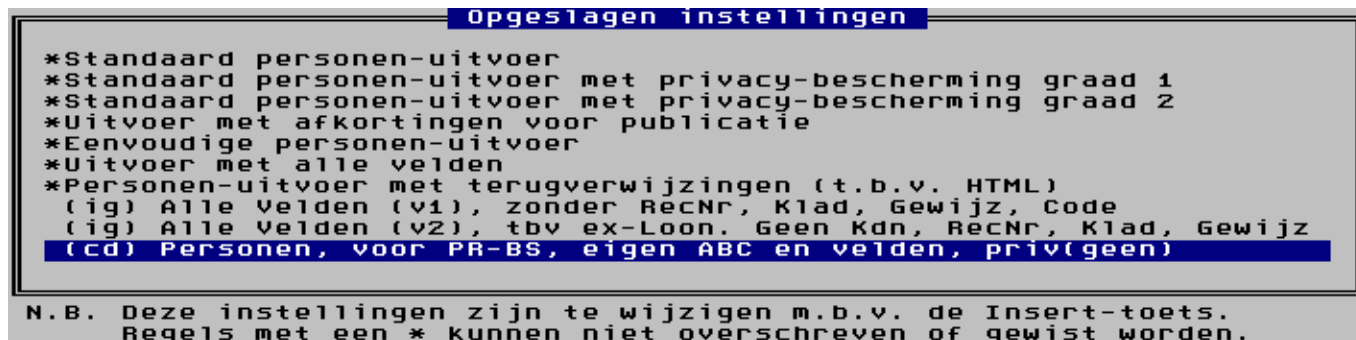 Opgeslagen instellingen
*Standaard personen-uitvoer
*Standaard personen-uitvoer met privacy-bescherming graad 1
*Standaard personen-uitvoer met privacy-bescherming graad 2
*Uitvoer met afkortingen voor publicatie
*Eenvoudige personen-uitvoer
*Uitvoer met alle velden
*Personen-uitvoer met terugverwijzingen (t.b.v. HTML)
(ig) Alle Velden (v1), zonder RecNr, Klad, Gewijz, Code
(ig) Alle Velden (v2), tbv ex-Loon. Geen Kdn, RecNr, Klad, Gewijz
(cd) Personen, voor PR-BS, eigen ABC en velden, priv(geen)
N.B. Deze instellingen zijn te wijzigen m.b.v. de Insert-toets.
Regels met een * kunnen niet overschreven of gewist worden.